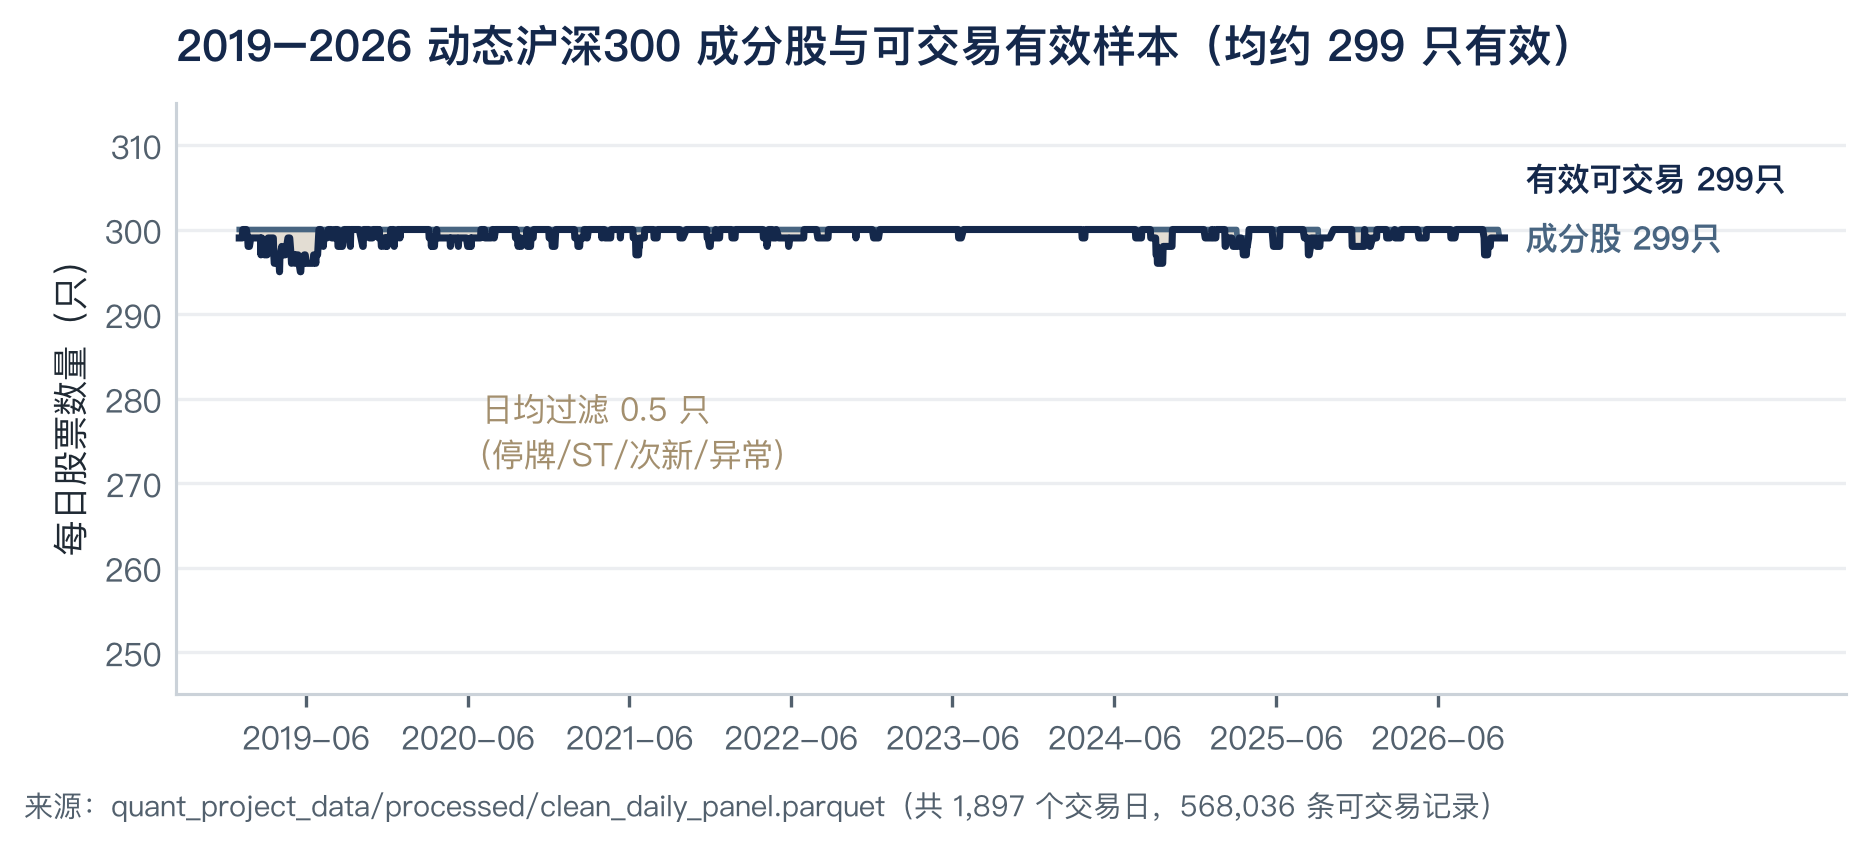 2019—2026 动态沪深300 成分股与可交易有效样本（均约 299 只有效）
每日股票数量（只）
310
300
290
280
270
260
250
有效可交易 299只
成分股 299只
日均过滤 0.5 只
(停牌/ST/次新/异常)
2019–06 2020–06 2021–06 2022–06 2023–06 2024–06 2025–06 2026–06
来源：quant_project_data/processed/clean_daily_panel.parquet（共 1,897 个交易日，568,036 条可交易记录）